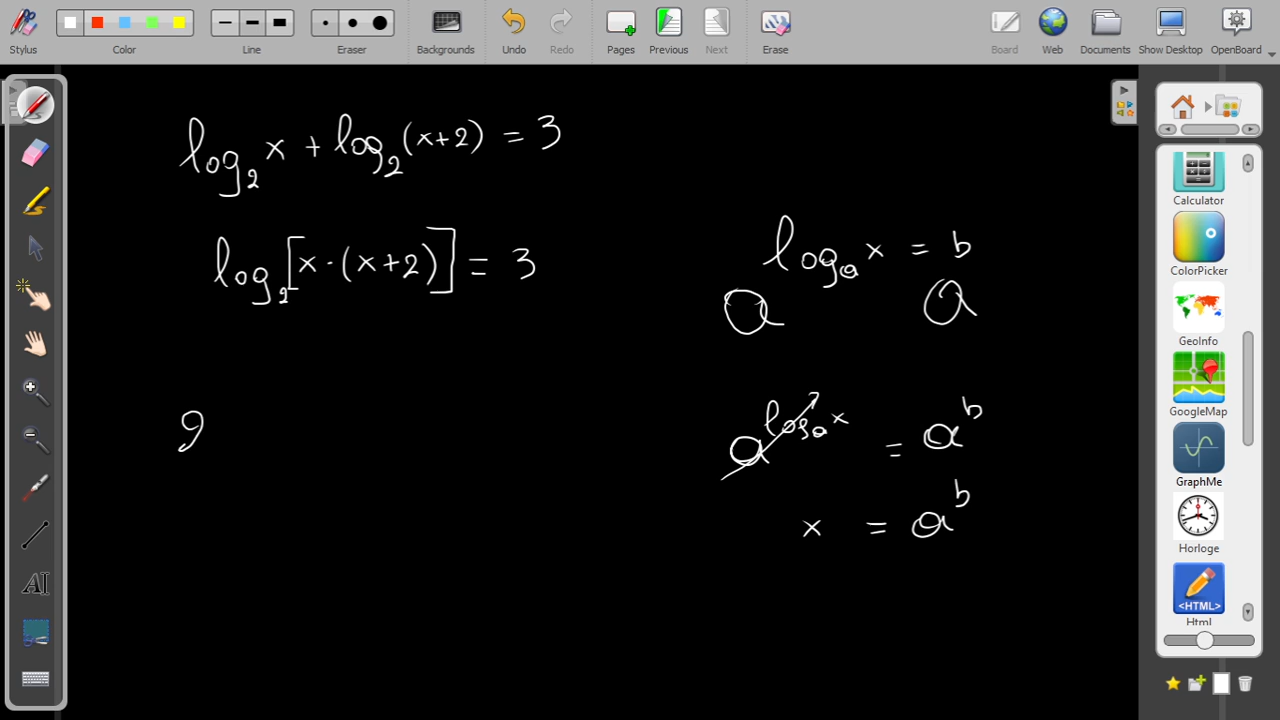 Stylus
Color
Line
Eraser
Backgrounds
Undo
Redo
Pages
Previous
Next
Erase
Board
Web
Documents
Show Desktop
OpenBoard
log₂ x + log₂ (x+2) = 3
log₂ [x · (x+2)] = 3
logₐ x = b
a a
a^(logₐ x) = a^b
x = a^b
Calculator
ColorPicker
GeoInfo
GoogleMap
GraphMe
Horloge
<HTML>
Html